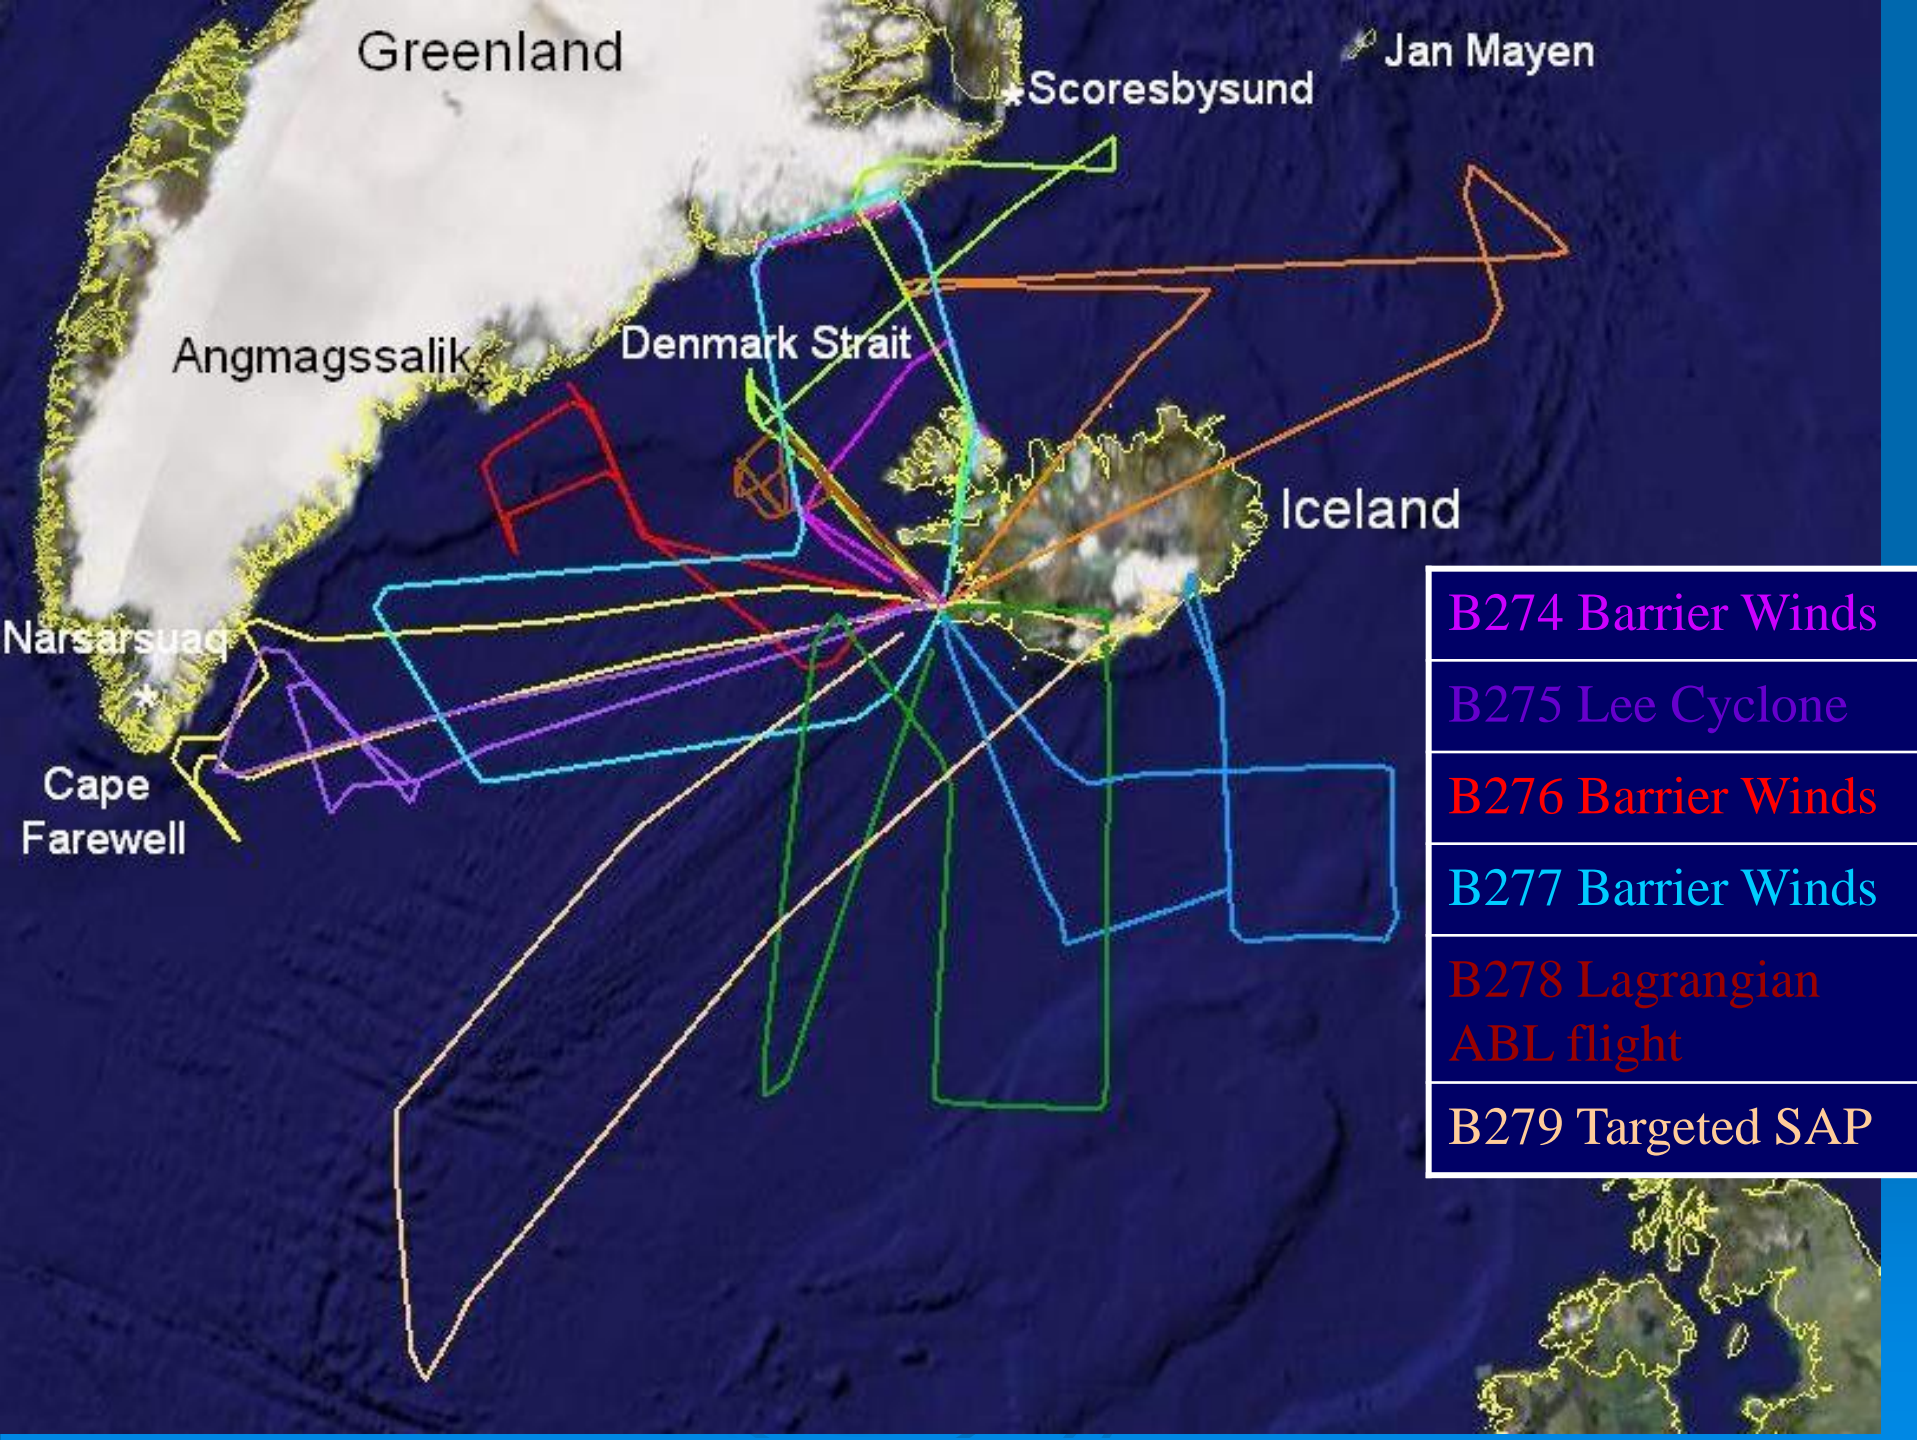 Greenland
Jan Mayen
*Scoresbysund
Denmark Strait
Angmagssalik
*
Iceland
Narsarsuaq
*
Cape
Farewell
B274 Barrier Winds
B275 Lee Cyclone
B276 Barrier Winds
B277 Barrier Winds
B278 Lagrangian
ABL flight
B279 Targeted SAP